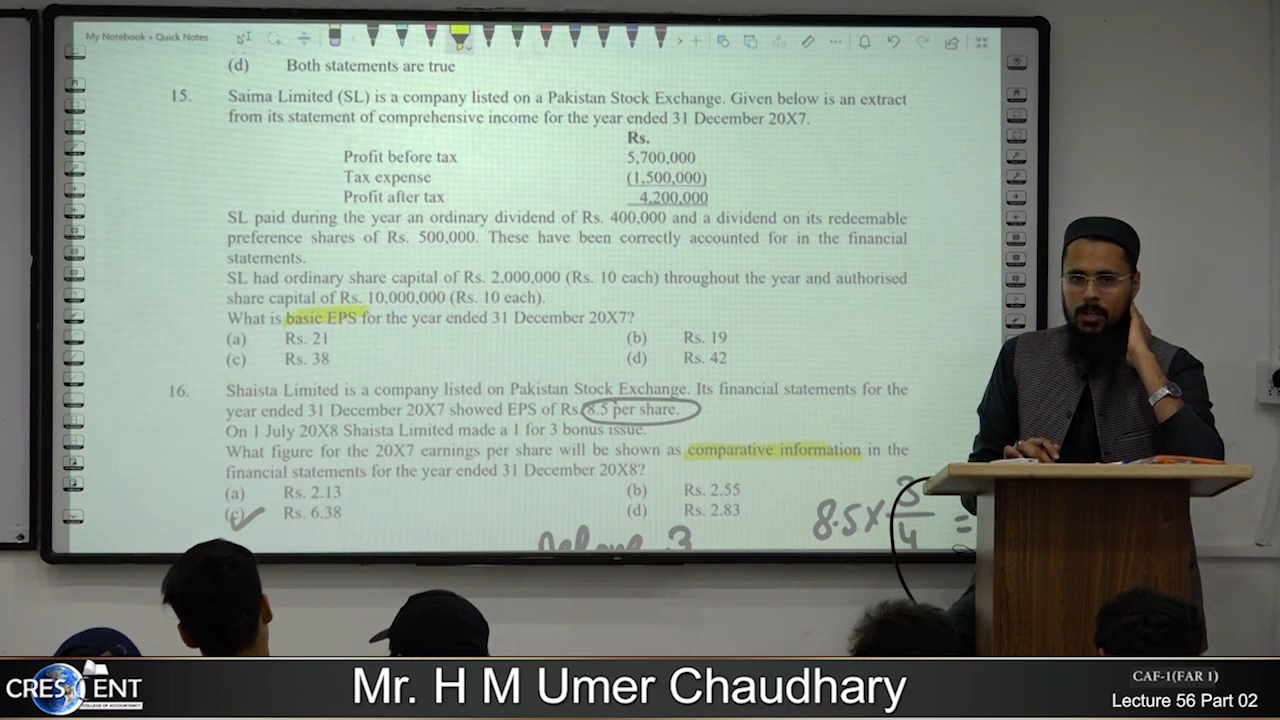 My Notebook » Quick Notes
(d) Both statements are true
15. Saima Limited (SL) is a company listed on a Pakistan Stock Exchange. Given below is an extract
from its statement of comprehensive income for the year ended 31 December 20X7.
Rs.
Profit before tax 5,700,000
Tax expense (1,500,000)
Profit after tax 4,200,000
SL paid during the year an ordinary dividend of Rs. 400,000 and a dividend on its redeemable
preference shares of Rs. 500,000. These have been correctly accounted for in the financial
statements.
SL had ordinary share capital of Rs. 2,000,000 (Rs. 10 each) throughout the year and authorised
share capital of Rs. 10,000,000 (Rs. 10 each).
What is basic EPS for the year ended 31 December 20X7?
(a) Rs. 21 (b) Rs. 19
(c) Rs. 38 (d) Rs. 42
16. Shaista Limited is a company listed on Pakistan Stock Exchange. Its financial statements for the
year ended 31 December 20X7 showed EPS of Rs. 8.5 per share.
On 1 July 20X8 Shaista Limited made a 1 for 3 bonus issue.
What figure for the 20X7 earnings per share will be shown as comparative information in the
financial statements for the year ended 31 December 20X8?
(a) Rs. 2.13 (b) Rs. 2.55
(c) Rs. 6.38 (d) Rs. 2.83
8.5 × 3/4 =
3
Mr. H M Umer Chaudhary
CRESCENT
COLLEGE OF ACCOUNTANCY
CAF-1(FAR 1)
Lecture 56 Part 02